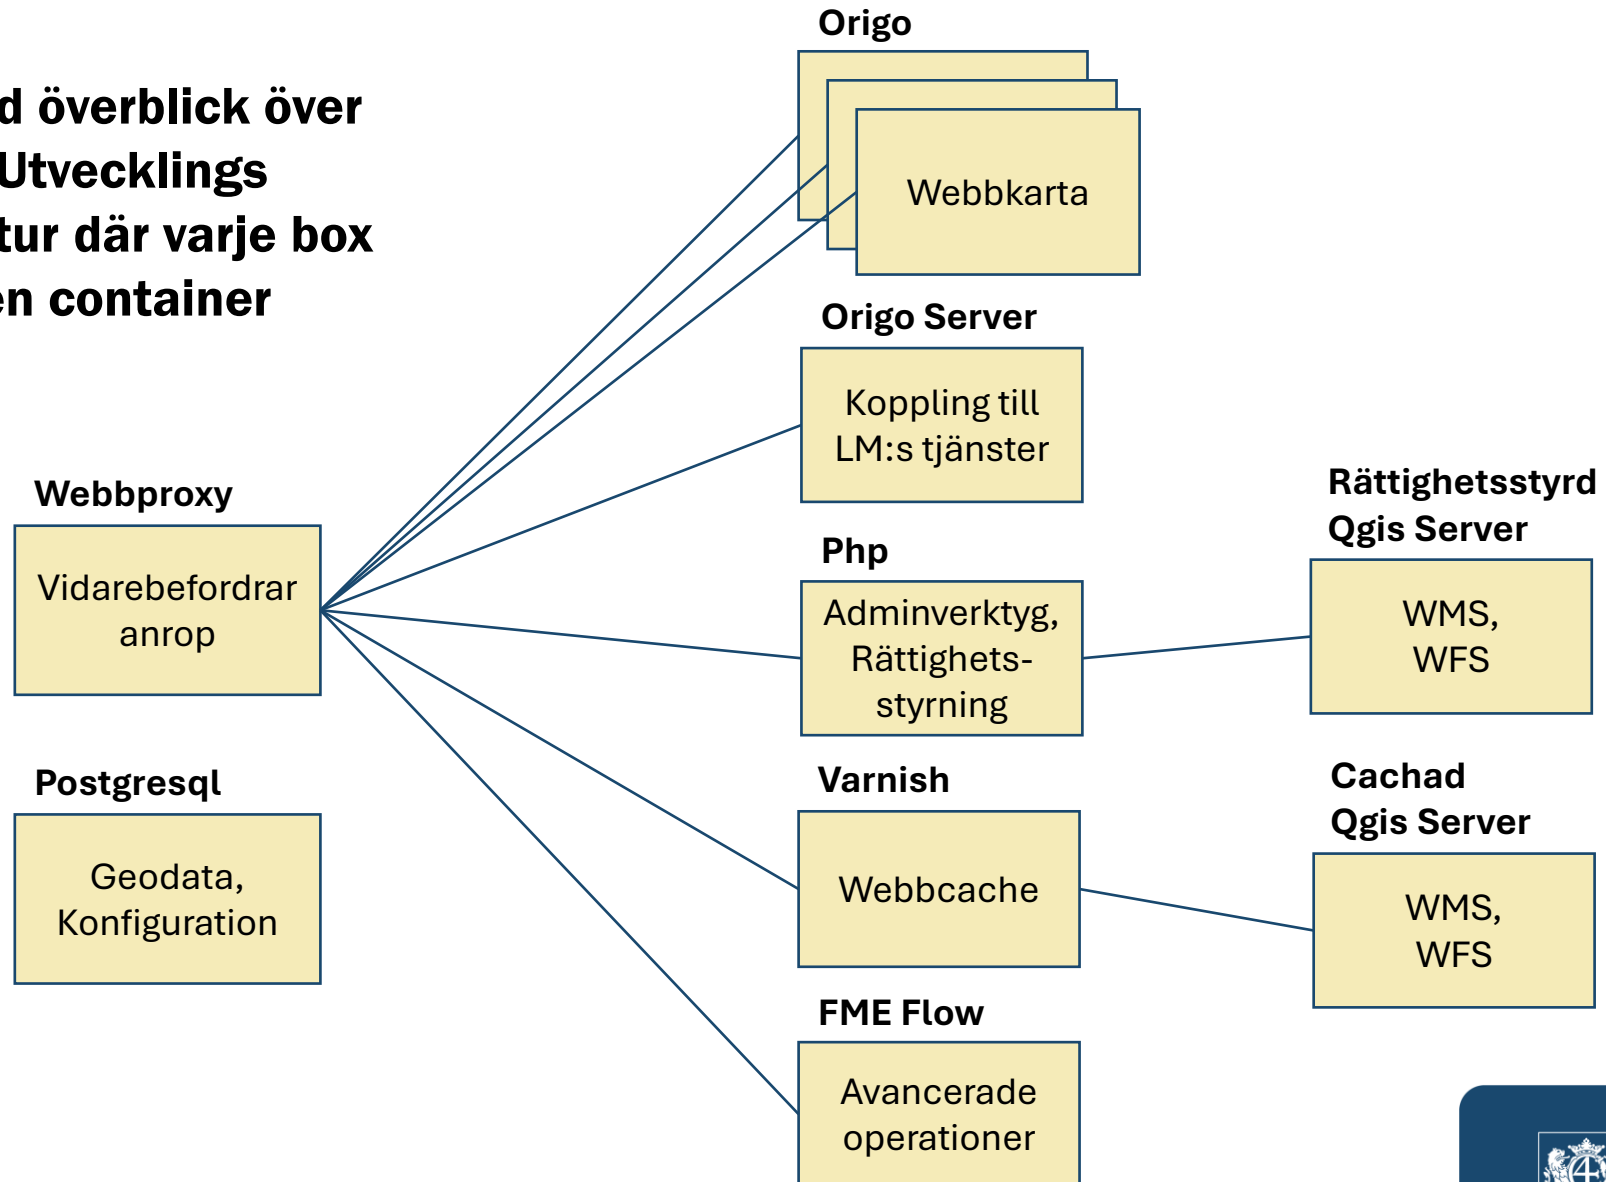 d överblick över
Utvecklings
tur där varje box
en container
Origo
Webbkarta
Origo Server
Koppling till
LM:s tjänster
Webbproxy
Vidarebefordrar
anrop
Php
Adminverktyg,
Rättighets-
styrning
Rättighetsstyrd
Qgis Server
WMS,
WFS
Postgresql
Geodata,
Konfiguration
Varnish
Webbcache
Cachad
Qgis Server
WMS,
WFS
FME Flow
Avancerade
operationer